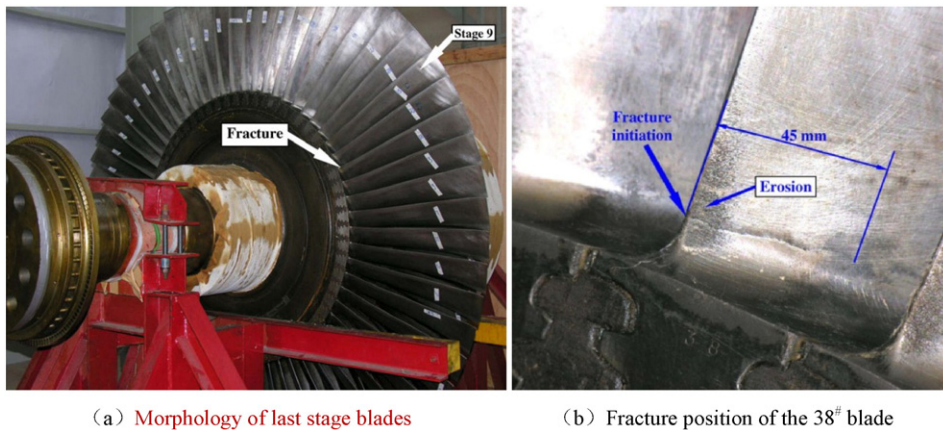 Stage 9
Fracture
Fracture
initiation
45 mm
Erosion
38
（a）Morphology of last stage blades
（b）Fracture position of the 38# blade